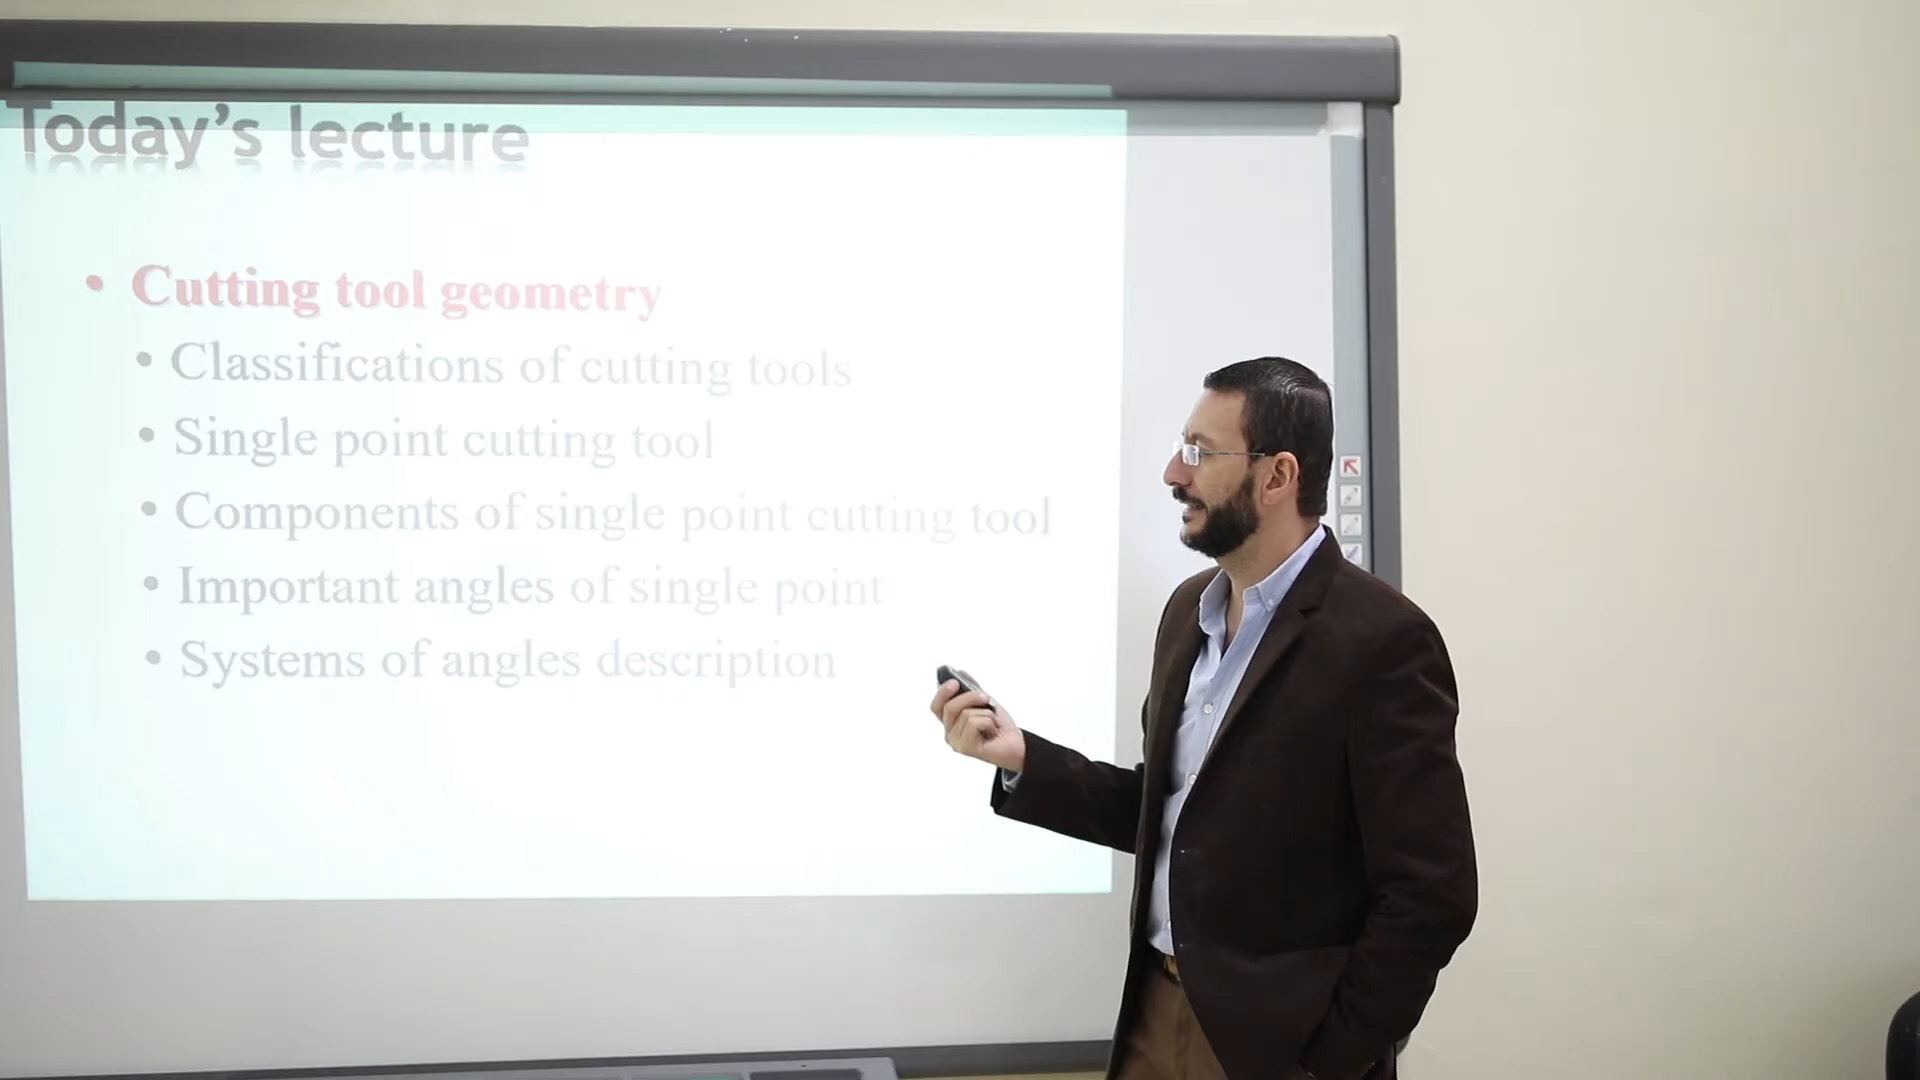 Today's lecture
• Cutting tool geometry
• Classifications of cutting tools
• Single point cutting tool
• Components of single point cutting tool
• Important angles of single point
• Systems of angles description